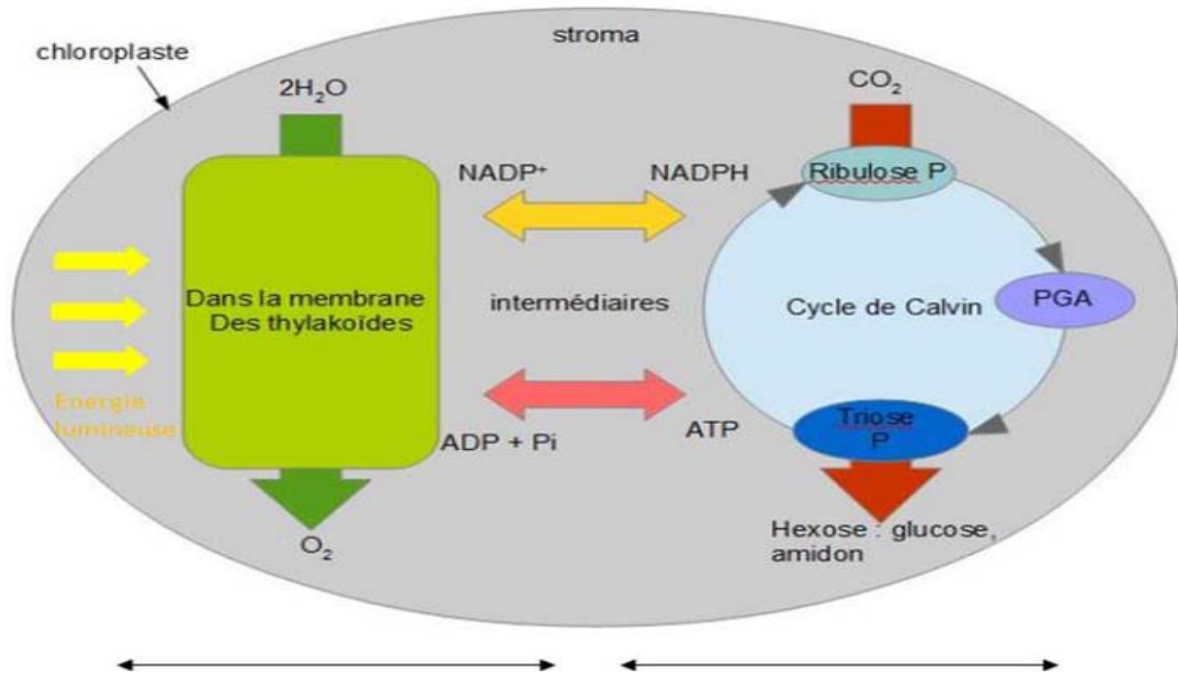 stroma
chloroplaste
2H₂O
CO₂
NADP⁺
NADPH
Ribulose P
Dans la membrane
Des thylakoïdes
intermédiaires
Cycle de Calvin
PGA
Energie
lumineuse
ADP + Pi
ATP
Triose
P
O₂
Hexose : glucose,
amidon